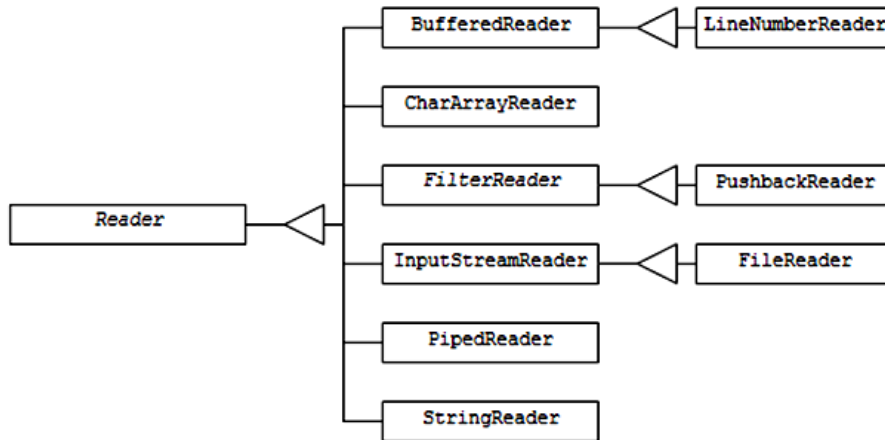 BufferedReader
LineNumberReader
CharArrayReader
FilterReader
PushbackReader
Reader
InputStreamReader
FileReader
PipedReader
StringReader